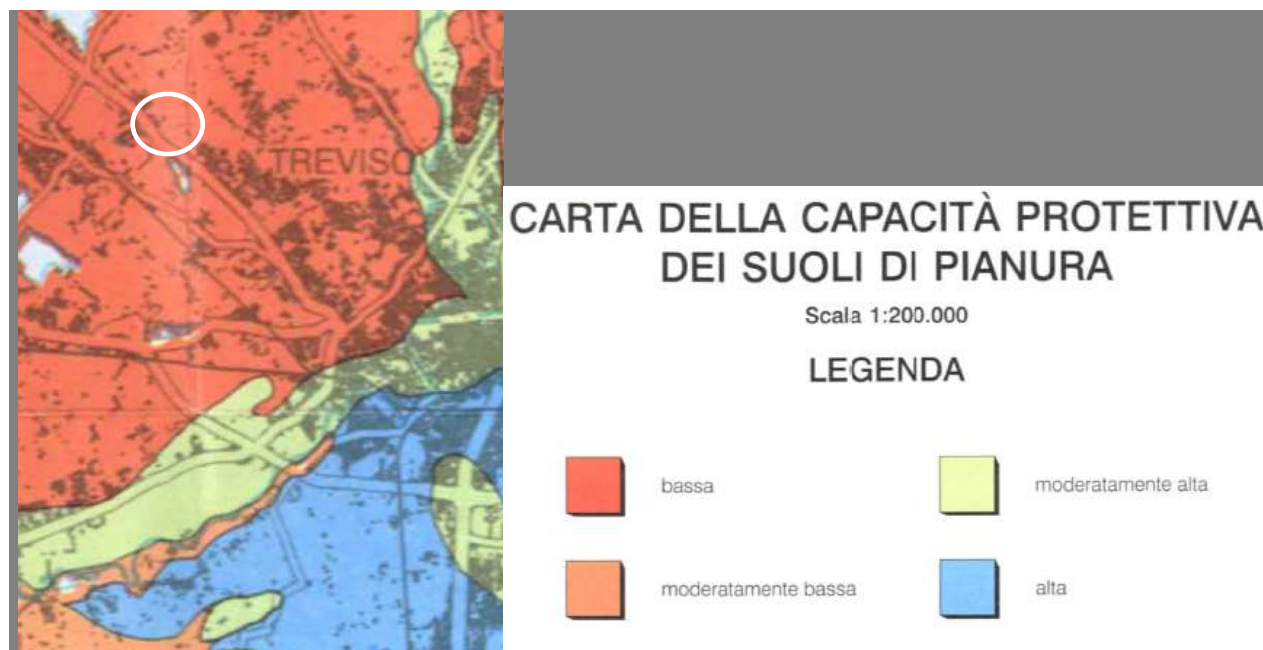 TREVISO
CARTA DELLA CAPACITÀ PROTETTIVA
DEI SUOLI DI PIANURA
Scala 1:200.000
LEGENDA
bassa
moderatamente alta
moderatamente bassa
alta